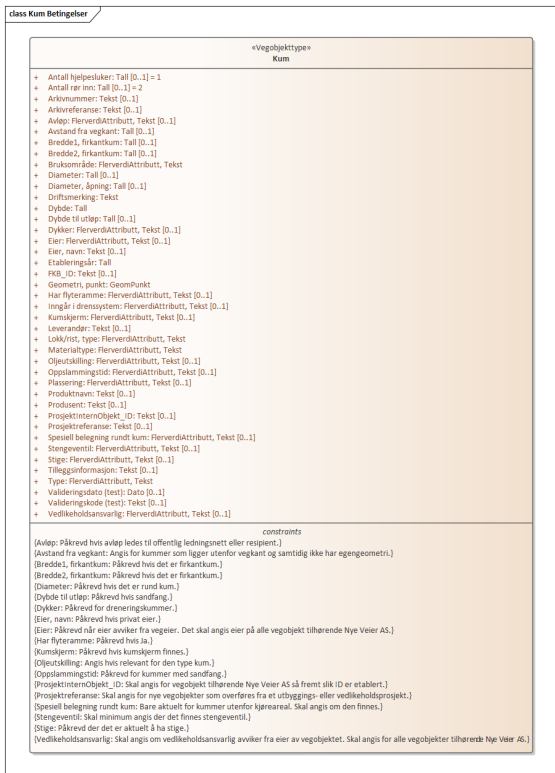 class Kum Betingelser
«Vegobjekttype»
Kum
+ Antall hjelpesluker: Tall [0..1] = 1
+ Antall rør inn: Tall [0..1] = 2
+ Arkivnummer: Tekst [0..1]
+ Arkivreferanse: Tekst [0..1]
+ Avløp: FlerverdiAttributt, Tekst [0..1]
+ Avstand fra vegkant: Tall [0..1]
+ Bredde1, firkantkum: Tall [0..1]
+ Bredde2, firkantkum: Tall [0..1]
+ Bruksområde: FlerverdiAttributt, Tekst
+ Diameter: Tall [0..1]
+ Diameter, åpning: Tall [0..1]
+ Driftsmerking: Tekst
+ Dybde: Tall
+ Dybde til utløp: Tall [0..1]
+ Dykker: FlerverdiAttributt, Tekst [0..1]
+ Eier: FlerverdiAttributt, Tekst [0..1]
+ Eier, navn: Tekst [0..1]
+ Etableringsår: Tall
+ FKB_ID: Tekst [0..1]
+ Geometri, punkt: GeomPunkt
+ Har flyteramme: FlerverdiAttributt, Tekst [0..1]
+ Inngår i drenssystem: FlerverdiAttributt, Tekst [0..1]
+ Kumskjerm: FlerverdiAttributt, Tekst [0..1]
+ Leverandør: Tekst [0..1]
+ Lokk/rist, type: FlerverdiAttributt, Tekst
+ Materialtype: FlerverdiAttributt, Tekst
+ Oljeutskilling: FlerverdiAttributt, Tekst [0..1]
+ Oppslammingstid: FlerverdiAttributt, Tekst [0..1]
+ Plassering: FlerverdiAttributt, Tekst [0..1]
+ Produktnavn: Tekst [0..1]
+ Produsent: Tekst [0..1]
+ ProsjektInternObjekt_ID: Tekst [0..1]
+ Prosjektreferanse: Tekst [0..1]
+ Spesiell belegning rundt kum: FlerverdiAttributt, Tekst [0..1]
+ Stengeventil: FlerverdiAttributt, Tekst [0..1]
+ Stige: FlerverdiAttributt, Tekst [0..1]
+ Tilleggsinformasjon: Tekst [0..1]
+ Type: FlerverdiAttributt, Tekst
+ Valideringsdato (test): Dato [0..1]
+ Valideringskode (test): Tekst [0..1]
+ Vedlikeholdsansvarlig: FlerverdiAttributt, Tekst [0..1]
constraints
{Avløp: Påkrevd hvis avløp ledes til offentlig ledningsnett eller resipient.}
{Avstand fra vegkant: Angis for kummer som ligger utenfor vegkant og samtidig ikke har egengeometri.}
{Bredde1, firkantkum: Påkrevd hvis det er firkantkum.}
{Bredde2, firkantkum: Påkrevd hvis det er firkantkum.}
{Diameter: Påkrevd hvis det er rund kum.}
{Dybde til utløp: Påkrevd hvis sandfang.}
{Dykker: Påkrevd for dreneringskummer.}
{Eier, navn: Påkrevd hvis privat eier.}
{Eier: Påkrevd når eier avviker fra vegeier. Det skal angis eier på alle vegobjekt tilhørende Nye Veier AS.}
{Har flyteramme: Påkrevd hvis Ja.}
{Kumskjerm: Påkrevd hvis kumskjerm finnes.}
{Oljeutskilling: Angis hvis relevant for den type kum.}
{Oppslammingstid: Påkrevd for kummer med sandfang.}
{ProsjektInternObjekt_ID: Skal angis for vegobjekt tilhørende Nye Veier AS så fremt slik ID er etablert.}
{Prosjektreferanse: Skal angis for nye vegobjekter som overføres fra et utbyggings- eller vedlikeholdsprosjekt.}
{Spesiell belegning rundt kum: Bare aktuelt for kummer utenfor kjøreareal. Skal angis om den finnes.}
{Stengeventil: Skal minimum angis der det finnes stengeventil.}
{Stige: Påkrevd der det er aktuelt å ha stige.}
{Vedlikeholdsansvarlig: Skal angis om vedlikeholdsansvarlig avviker fra eier av vegobjektet. Skal angis for alle vegobjekter tilhørende Nye Veier AS.}